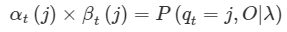 αₜ (j) × βₜ (j) = P (qₜ = j, O|λ)